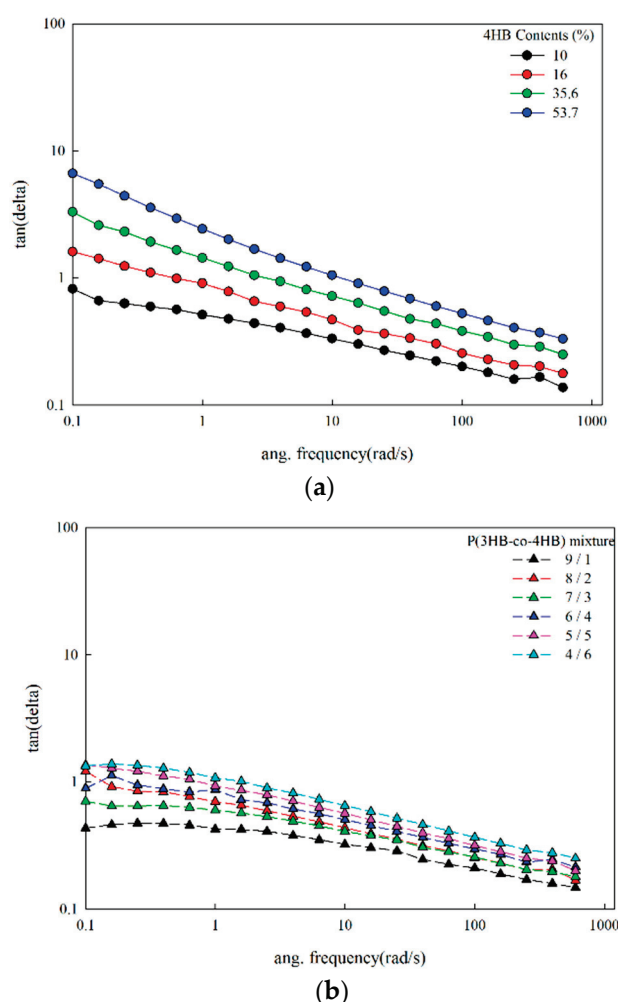 100
10
1
0.1
tan(delta)
4HB Contents (%)
10
16
35.6
53.7
0.1 1 10 100 1000
ang. frequency(rad/s)
(a)
100
10
1
0.1
tan(delta)
P(3HB-co-4HB) mixture
9 / 1
8 / 2
7 / 3
6 / 4
5 / 5
4 / 6
0.1 1 10 100 1000
ang. frequency(rad/s)
(b)